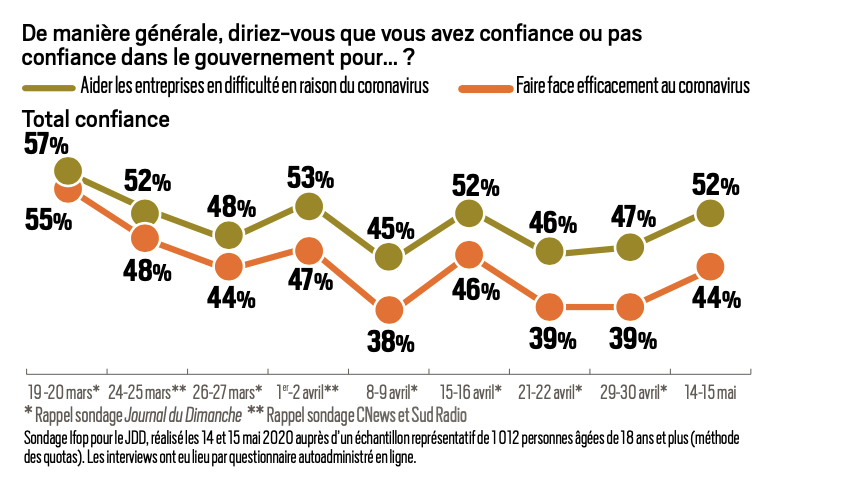 De manière générale, diriez-vous que vous avez confiance ou pas
confiance dans le gouvernement pour... ?
Aider les entreprises en difficulté en raison du coronavirus
Faire face efficacement au coronavirus
Total confiance
57%
52%
48%
53%
45%
52%
46%
47%
52%
55%
48%
44%
47%
38%
46%
39%
39%
44%
19-20 mars* 24-25 mars** 26-27 mars* 1er-2 avril** 8-9 avril* 15-16 avril* 21-22 avril* 29-30 avril* 14-15 mai
* Rappel sondage Journal du Dimanche ** Rappel sondage CNews et Sud Radio
Sondage Ifop pour le JDD, réalisé les 14 et 15 mai 2020 auprès d'un échantillon représentatif de 1 012 personnes âgées de 18 ans et plus (méthode
des quotas). Les interviews ont eu lieu par questionnaire autoadministré en ligne.